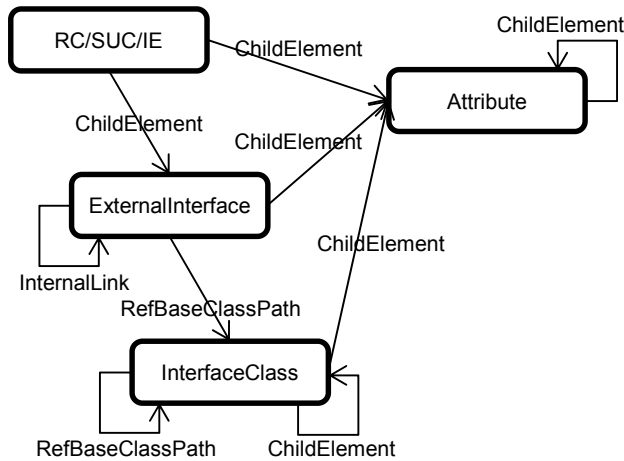 ChildElement
RC/SUC/IE
ChildElement
Attribute
ChildElement
ChildElement
ExternalInterface
ChildElement
InternalLink
RefBaseClassPath
InterfaceClass
RefBaseClassPath
ChildElement